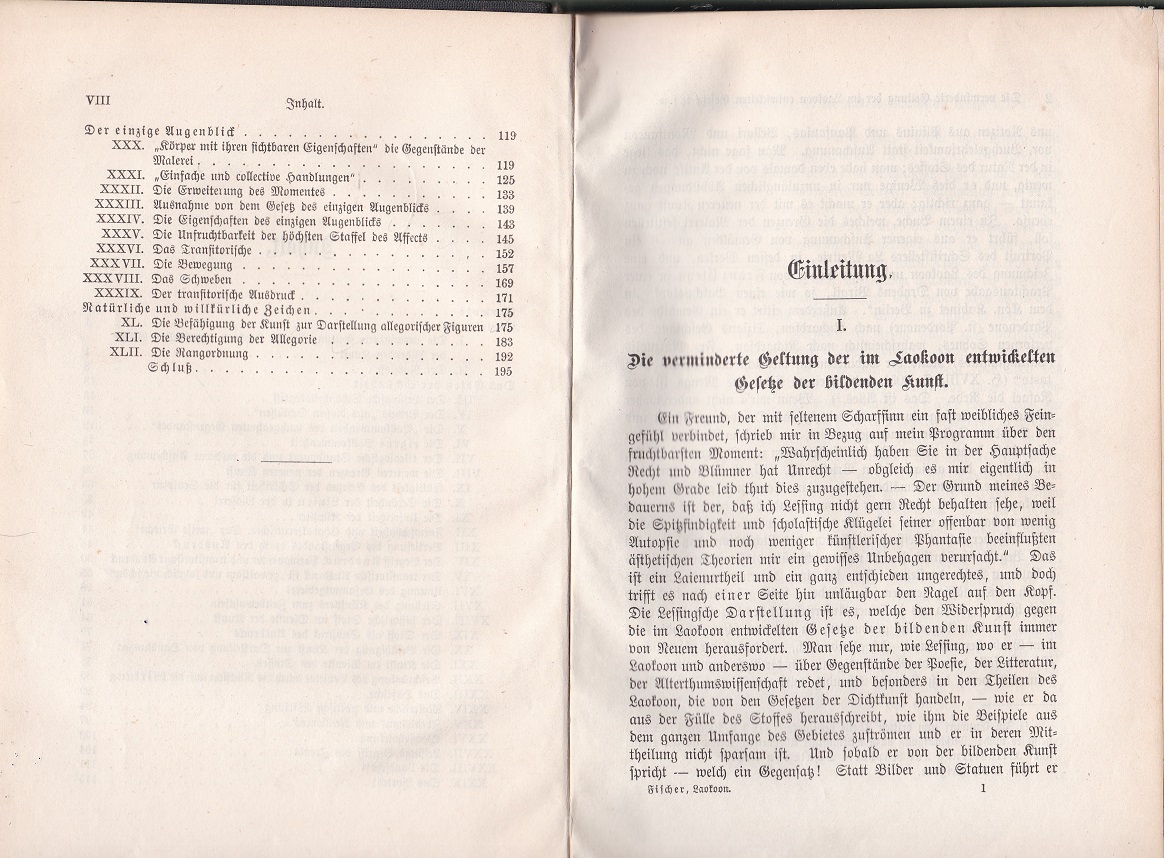 VIII Inhalt.
Der einzige Augenblick . . . . . . . . . . . . . . . . . 119
XXX. „Körper mit ihren sichtbaren Eigenschaften“ die Gegenstände der
Malerei . . . . . . . . . . . . . . . . . . . . 119
XXXI. „Einfache und collective Handlungen“ . . . . . . . . 125
XXXII. Die Erweiterung des Momentes . . . . . . . . . . . 133
XXXIII. Ausnahme von dem Gesetz des einzigen Augenblicks . . . . 139
XXXIV. Die Eigenschaften des einzigen Augenblicks . . . . . . . 143
XXXV. Die Unfruchtbarkeit der höchsten Staffel des Affects . . . . 145
XXXVI. Das Transitorische . . . . . . . . . . . . . . . . 152
XXXVII. Die Bewegung . . . . . . . . . . . . . . . . . 157
XXXVIII. Das Schweben . . . . . . . . . . . . . . . . . 169
XXXIX. Der transitorische Ausdruck . . . . . . . . . . . . . 171
Natürliche und willkürliche Zeichen . . . . . . . . . . . . 175
XL. Die Befähigung der Kunst zur Darstellung allegorischer Figuren 175
XLI. Die Berechtigung der Allegorie . . . . . . . . . . . 183
XLII. Die Rangordnung . . . . . . . . . . . . . . . . 192
Schluß . . . . . . . . . . . . . . . . . . . . 195
Einleitung.
I.
Die verminderte Geltung der im Laokoon entwickelten
Gesetze der bildenden Kunst.
Ein Freund, der mit seltenem Scharfsinn ein fast weibliches Fein-
gefühl verbindet, schrieb mir in Bezug auf mein Programm über den
fruchtbarsten Moment: „Wahrscheinlich haben Sie in der Hauptsache
Recht und Blümner hat Unrecht — obgleich es mir eigentlich in
hohem Grade leid thut dies zuzugestehen. — Der Grund meines Be-
dauerns ist der, daß ich Lessing nicht gern Recht behalten sehe, weil
die Spitzfindigkeit und scholastische Klügelei seiner offenbar von wenig
Autopsie und noch weniger künstlerischer Phantasie beeinflußten
ästhetischen Theorien mir ein gewisses Unbehagen verursacht.“ Das
ist ein Laienurtheil und ein ganz entschieden ungerechtes, und doch
trifft es nach einer Seite hin unläugbar den Nagel auf den Kopf.
Die Lessingsche Darstellung ist es, welche den Widerspruch gegen
die im Laokoon entwickelten Gesetze der bildenden Kunst immer
von Neuem herausfordert. Man sehe nur, wie Lessing, wo er — im
Laokoon und anderswo — über Gegenstände der Poesie, der Litteratur,
der Alterthumswissenschaft redet, und besonders in den Theilen des
Laokoon, die von den Gesetzen der Dichtkunst handeln, — wie er da
aus der Fülle des Stoffes herausschreibt, wie ihm die Beispiele aus
dem ganzen Umfange des Gebietes zuströmen und er in deren Mit-
theilung nicht sparsam ist. Und sobald er von der bildenden Kunst
spricht — welch ein Gegensatz! Statt Bilder und Statuen führt er
Fischer, Laokoon. 1